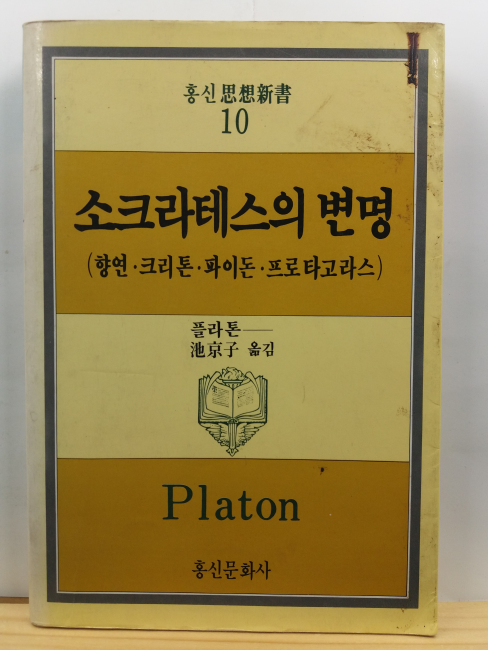 홍신 思想新書
10
소크라테스의 변명
(향연·크리톤·파이돈·프로타고라스)
플라톤──
池京子 옮김
Platon
홍신문화사